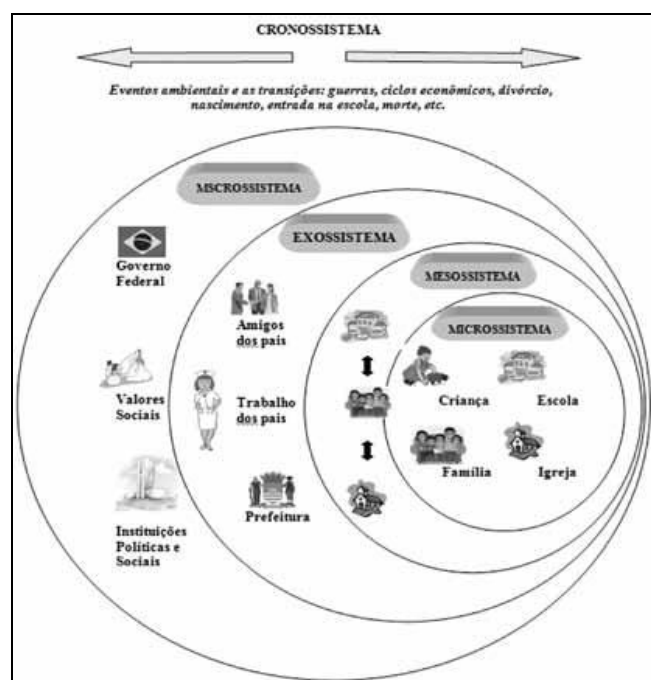 CRONOSSISTEMA
Eventos ambientais e as transições: guerras, ciclos econômicos, divórcio,
nascimento, entrada na escola, morte, etc.
MSCROSSISTEMA
EXOSSISTEMA
MESOSSISTEMA
MICROSSISTEMA
Governo
Federal
Amigos
dos pais
Criança
Escola
Valores
Sociais
Trabalho
dos pais
Família
Igreja
Prefeitura
Instituições
Políticas e
Sociais